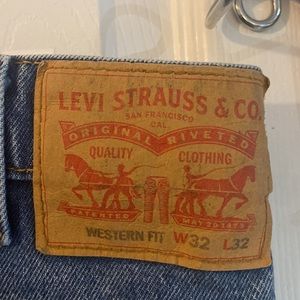 LEVI STRAUSS & CO.
SAN FRANCISCO
CAL.
ORIGINAL RIVETED
QUALITY CLOTHING
PATENTED MAY 20 1873
WESTERN FIT W32 L32